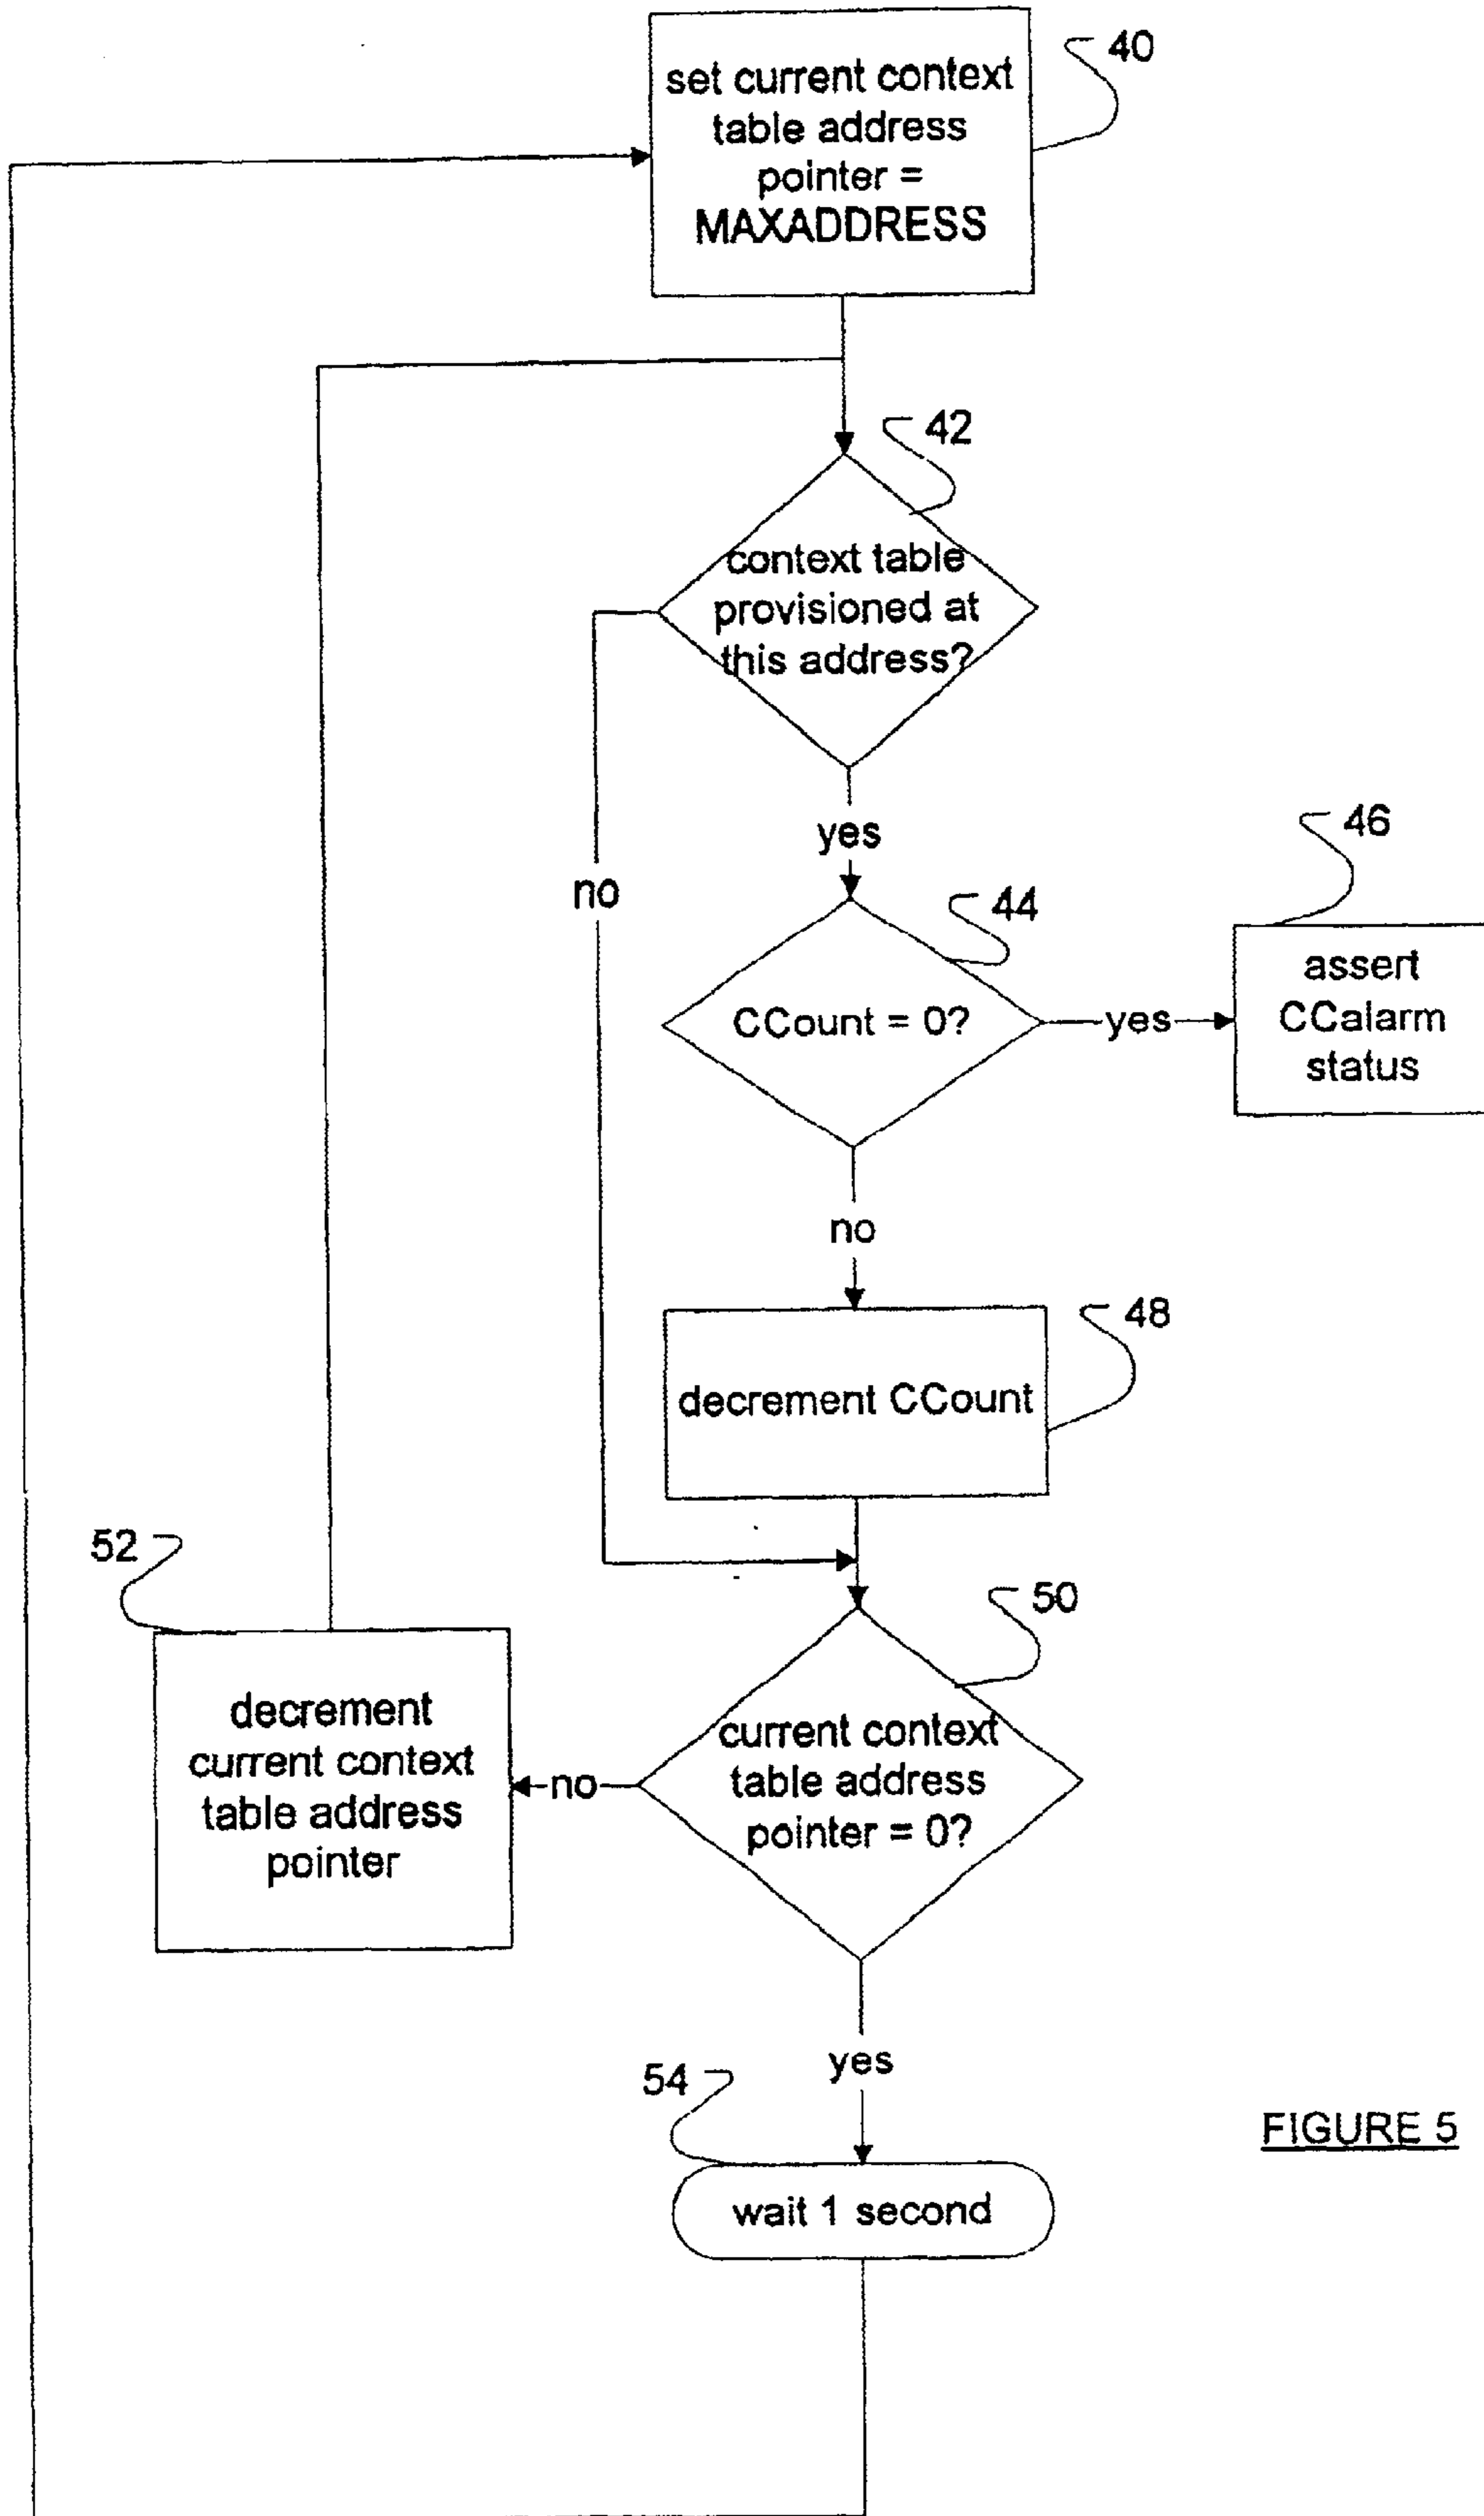 40
set current context
table address
pointer =
MAXADDRESS
42
context table
provisioned at
this address?
yes
no
44
46
CCount = 0?
yes
assert
CCalarm
status
no
48
decrement CCount
52
50
decrement
current context
table address
pointer
no
current context
table address
pointer = 0?
yes
54
wait 1 second
FIGURE 5